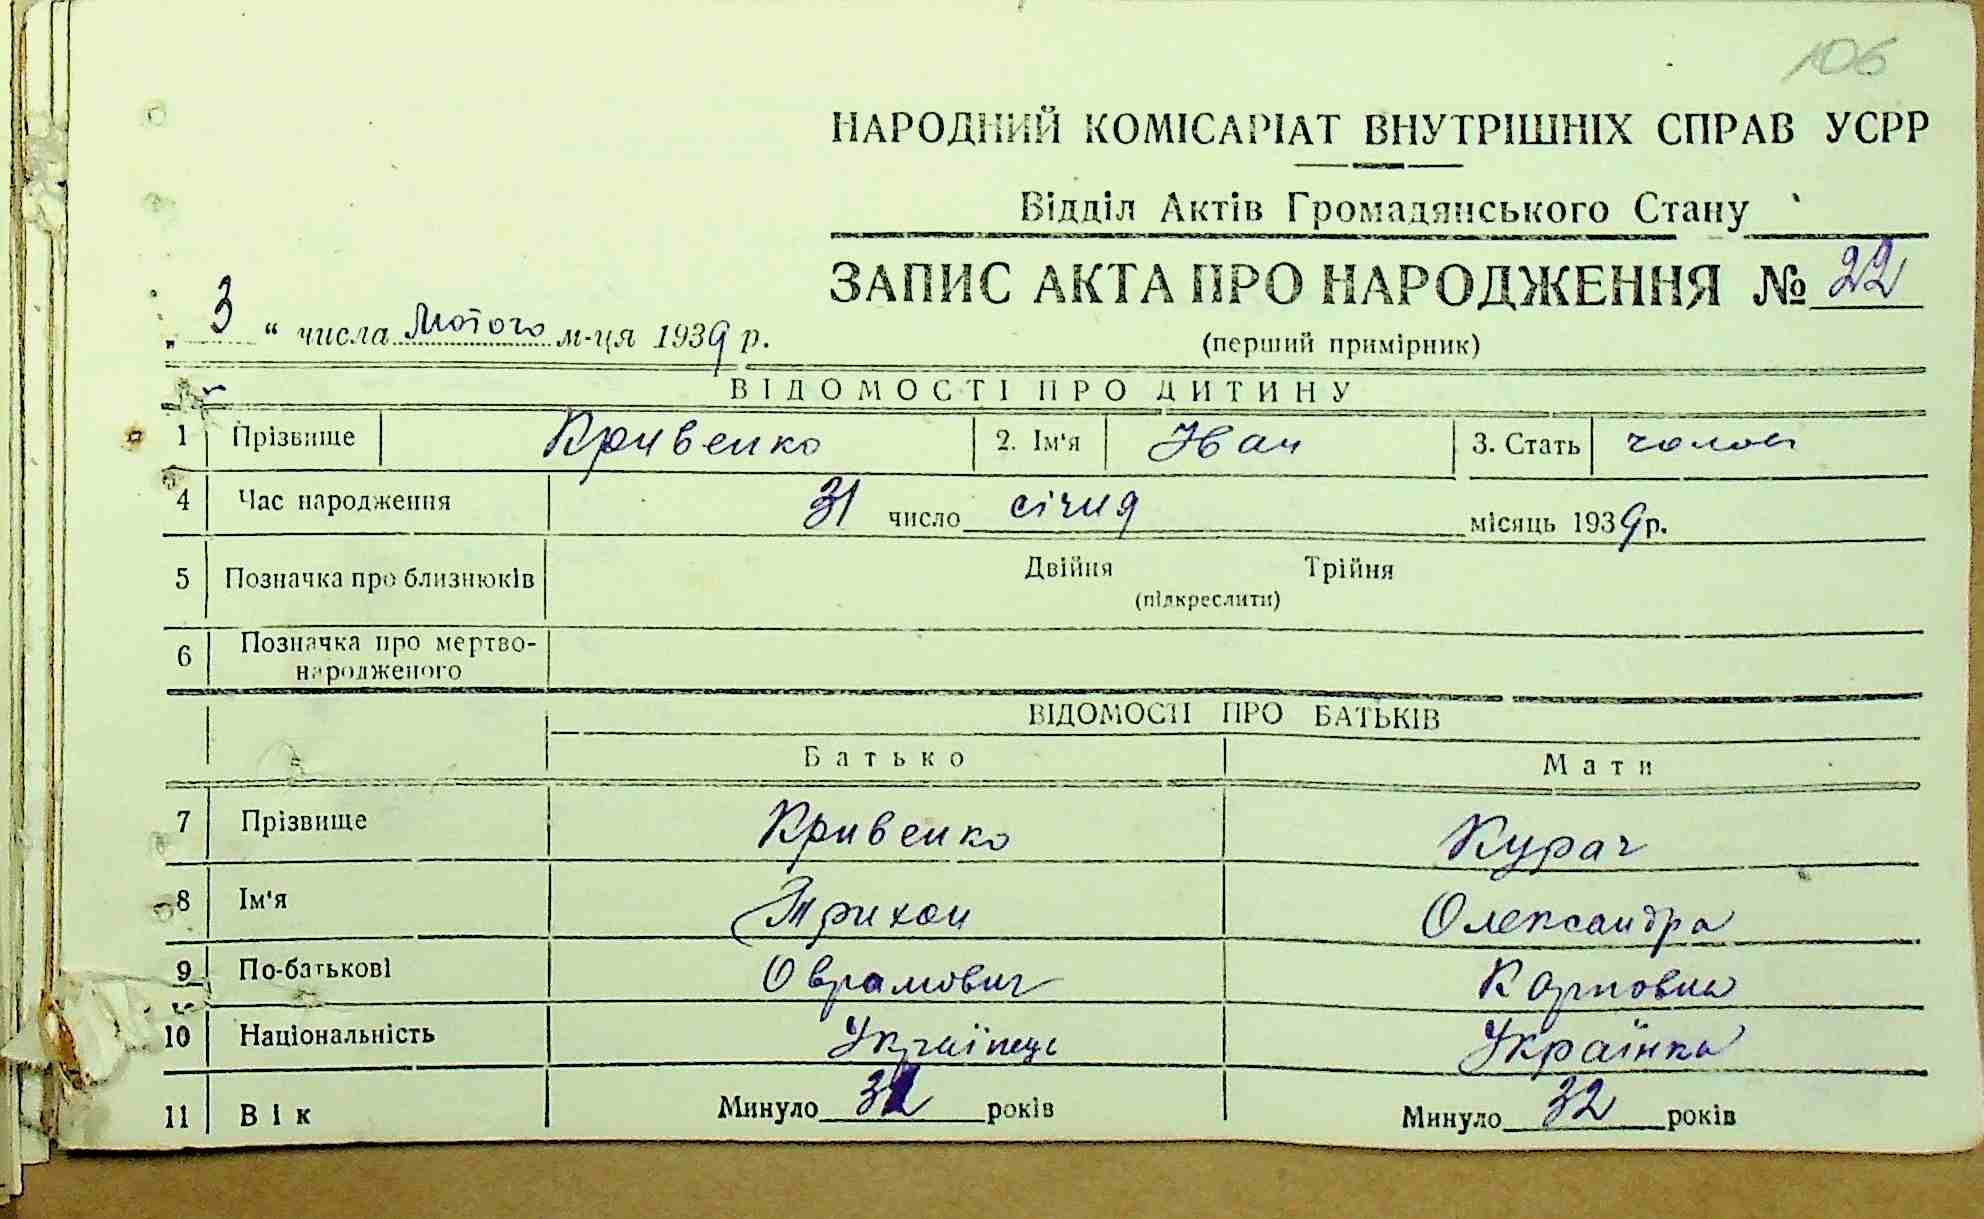 106
НАРОДНИЙ КОМІСАРІАТ ВНУТРІШНІХ СПРАВ УСРР
Відділ Актів Громадянського Стану
ЗАПИС АКТА ПРО НАРОДЖЕННЯ № 22
„ 3 “ числа Лютого м-ця 1939 р.
(перший примірник)
ВІДОМОСТІ ПРО ДИТИНУ
1 Прізвище Кривенко 2. Ім'я Іван 3. Стать чолов
4 Час народження 31 число січня місяць 1939 р.
5 Позначка про близнюків Двійня Трійня
(підкреслити)
6 Позначка про мертво-
народженого
ВІДОМОСТІ ПРО БАТЬКІВ
Батько Мати
7 Прізвище Кривенко Курач
8 Ім'я Трихон Олександра
9 По-батькові Оврамович Карповна
10 Національність Українець Українка
11 Вік Минуло 32 років Минуло 32 років